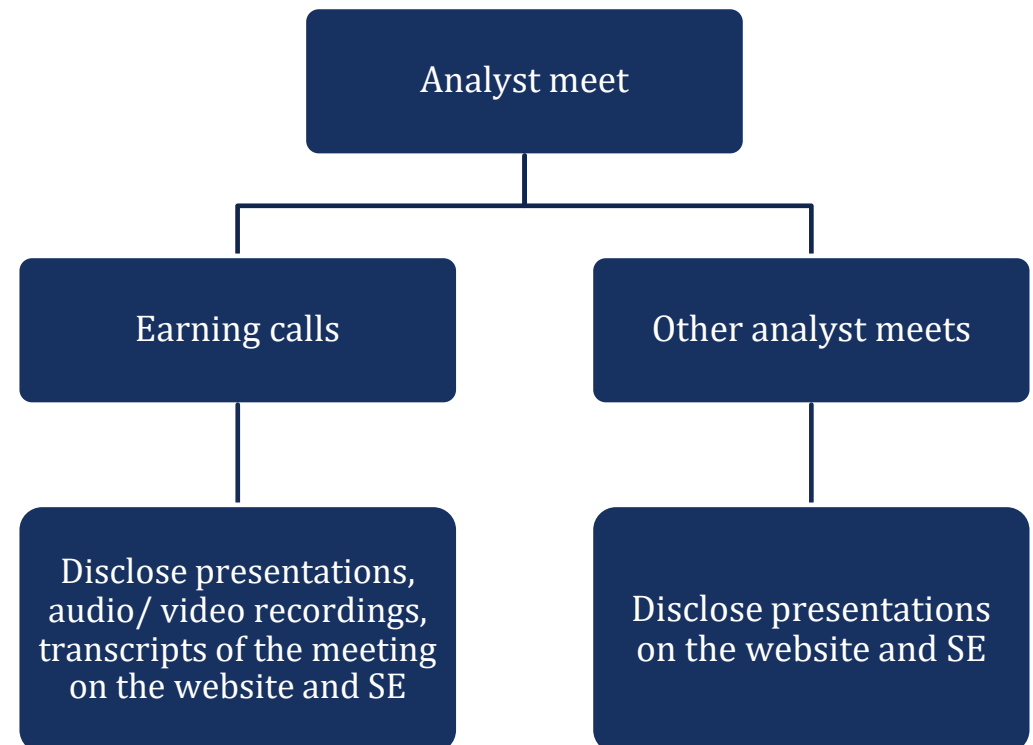 Analyst meet
Earning calls
Other analyst meets
Disclose presentations,
audio/ video recordings,
transcripts of the meeting
on the website and SE
Disclose presentations
on the website and SE